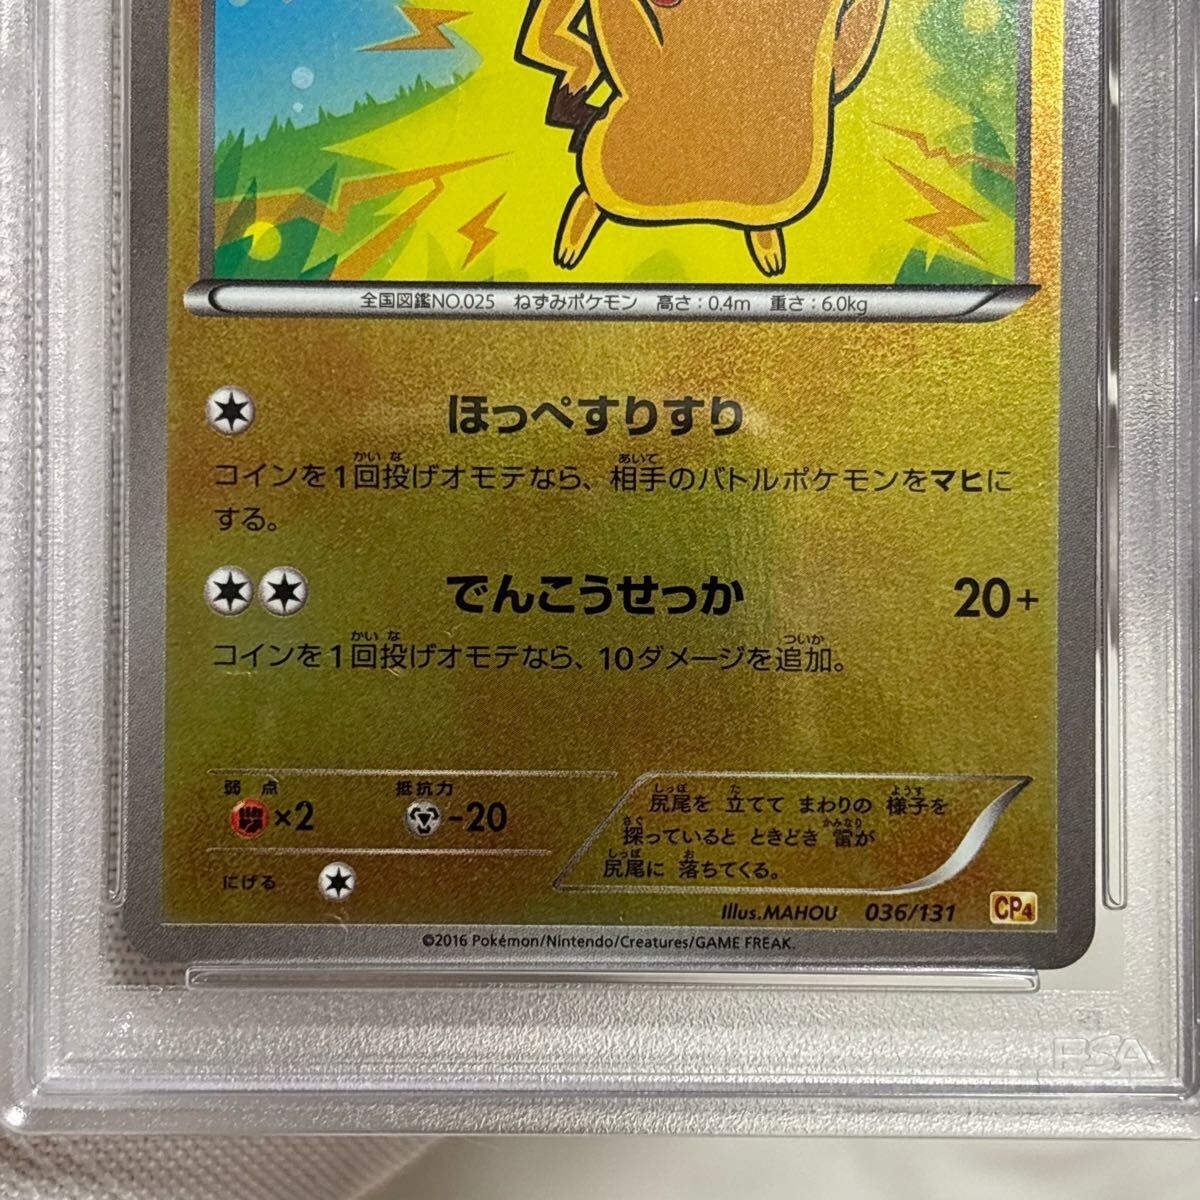 全国図鑑NO.025 ねずみポケモン 高さ:0.4m 重さ:6.0kg
ほっぺすりすり
コインを1回投げオモテなら、相手のバトルポケモンをマヒに
する。
でんこうせっか 20+
コインを1回投げオモテなら、10ダメージを追加。
弱点 抵抗力
×2 -20
にげる
尻尾を 立てて まわりの 様子を
探っていると ときどき 雷が
尻尾に 落ちてくる。
Illus.MAHOU 036/131 CP4
©2016 Pokémon/Nintendo/Creatures/GAME FREAK.
PSA